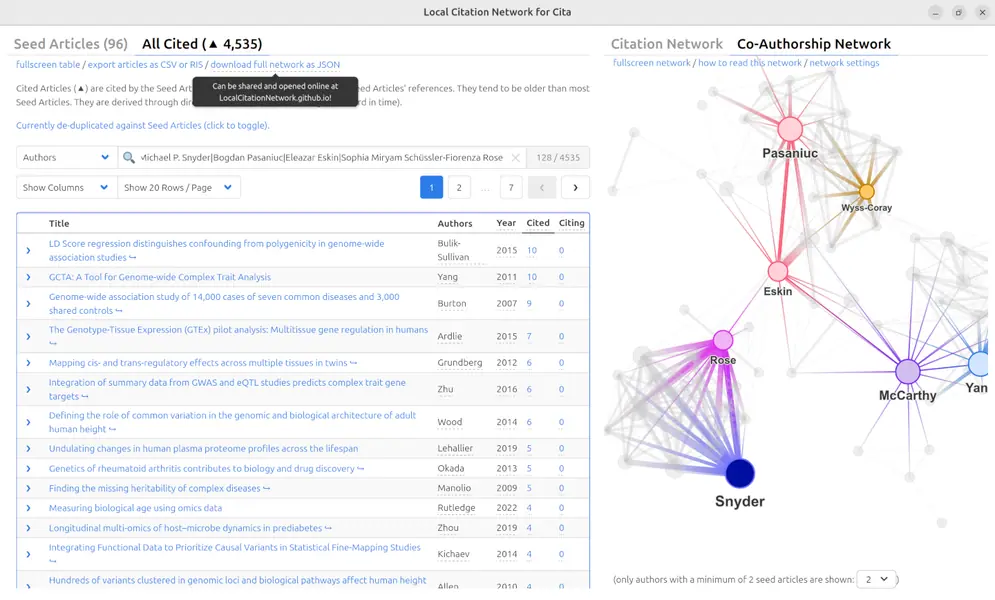 Local Citation Network for Cita
Seed Articles (96) All Cited (▲ 4,535)
fullscreen table / export articles as CSV or RIS / download full network as JSON
Can be shared and opened online at
LocalCitationNetwork.github.io!
Cited Articles (▲) are cited by the Seed eed Articles' references. They tend to be older than most
Seed Articles. They are derived through rd in time).
Currently de-duplicated against Seed Articles (click to toggle).
Authors
Michael P. Snyder|Bogdan Pasaniuc|Eleazar Eskin|Sophia Miryam Schüssler-Fiorenza Rose
128 / 4535
Show Columns
Show 20 Rows / Page
1 2 … 7 ‹ ›
Title Authors Year Cited Citing
LD Score regression distinguishes confounding from polygenicity in genome-wide
association studies ↪ Bulik-
Sullivan 2015 10 0
GCTA: A Tool for Genome-wide Complex Trait Analysis Yang 2011 10 0
Genome-wide association study of 14,000 cases of seven common diseases and 3,000
shared controls ↪ Burton 2007 9 0
The Genotype-Tissue Expression (GTEx) pilot analysis: Multitissue gene regulation in humans
↪ Ardlie 2015 7 0
Mapping cis- and trans-regulatory effects across multiple tissues in twins ↪ Grundberg 2012 6 0
Integration of summary data from GWAS and eQTL studies predicts complex trait gene
targets ↪ Zhu 2016 6 0
Defining the role of common variation in the genomic and biological architecture of adult
human height ↪ Wood 2014 6 0
Undulating changes in human plasma proteome profiles across the lifespan Lehallier 2019 5 0
Genetics of rheumatoid arthritis contributes to biology and drug discovery ↪ Okada 2013 5 0
Finding the missing heritability of complex diseases ↪ Manolio 2009 5 0
Measuring biological age using omics data Rutledge 2022 4 0
Longitudinal multi-omics of host–microbe dynamics in prediabetes ↪ Zhou 2019 4 0
Integrating Functional Data to Prioritize Causal Variants in Statistical Fine-Mapping Studies
↪ Kichaev 2014 4 0
Hundreds of variants clustered in genomic loci and biological pathways affect human height Allen 2010 4 0
Citation Network Co-Authorship Network
fullscreen network / how to read this network / network settings
Pasaniuc
Wyss-Coray
Eskin
Rose
McCarthy
Yan
Snyder
(only authors with a minimum of 2 seed articles are shown: 2 )